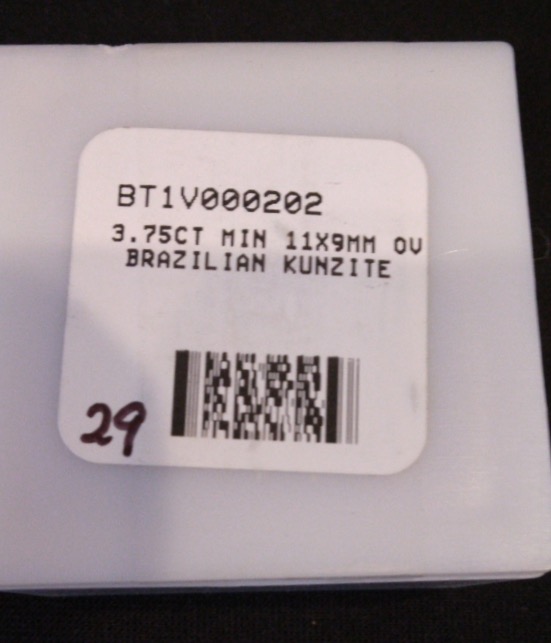 BT1V000202
3.75CT MIN 11X9MM OV
BRAZILIAN KUNZITE
29